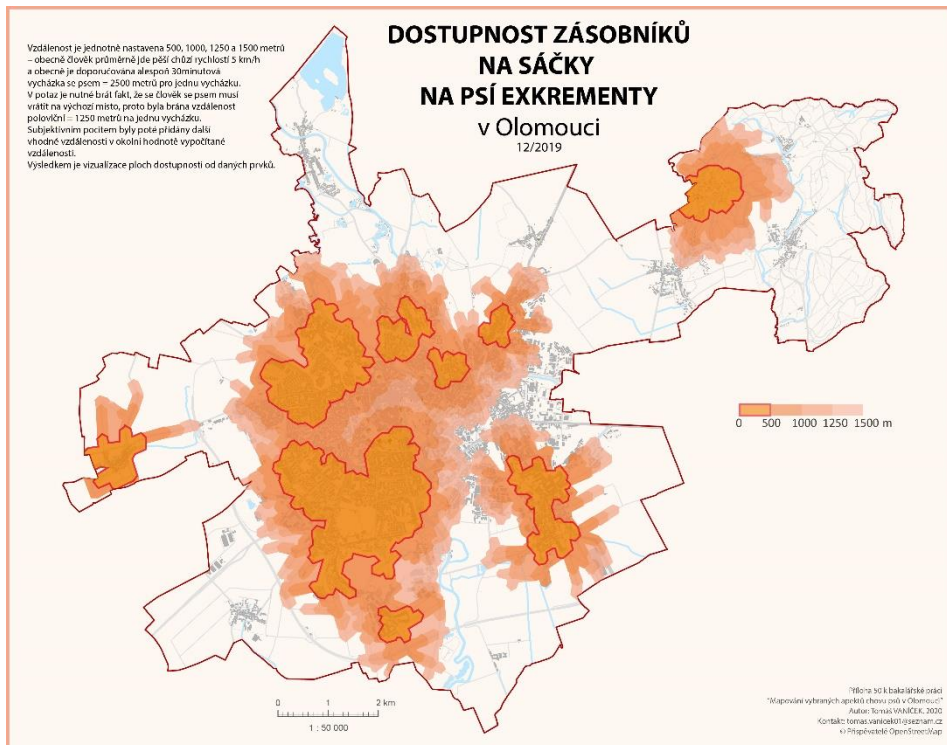 DOSTUPNOST ZÁSOBNÍKŮ
NA SÁČKY
NA PSÍ EXKREMENTY
v Olomouci
12/2019
Vzdálenost je jednotně nastavena 500, 1000, 1250 a 1500 metrů
– obecně člověk průměrně jde pěší chůzí rychlostí 5 km/h
a obecně je doporučována alespoň 30minutová
vycházka se psem = 2500 metrů pro jednu vycházku.
V potaz je nutné brát fakt, že se člověk se psem musí
vrátit na výchozí místo, proto byla brána vzdálenost
poloviční = 1250 metrů na jednu vycházku.
Subjektivním pocitem byly poté přidány další
vhodné vzdálenosti v okolní hodnotě vypočítané
vzdálenosti.
Výsledkem je vizualizace ploch dostupnosti od daných prvků.
0 500 1000 1250 1500 m
0 1 2 km
1 : 50 000
Příloha 50 k bakalářské práci
"Mapování vybraných aspektů chovu psů v Olomouci"
Autor: Tomáš VANÍČEK, 2020
Kontakt: tomas.vanicek01@seznam.cz
© Přispěvatelé OpenStreetMap